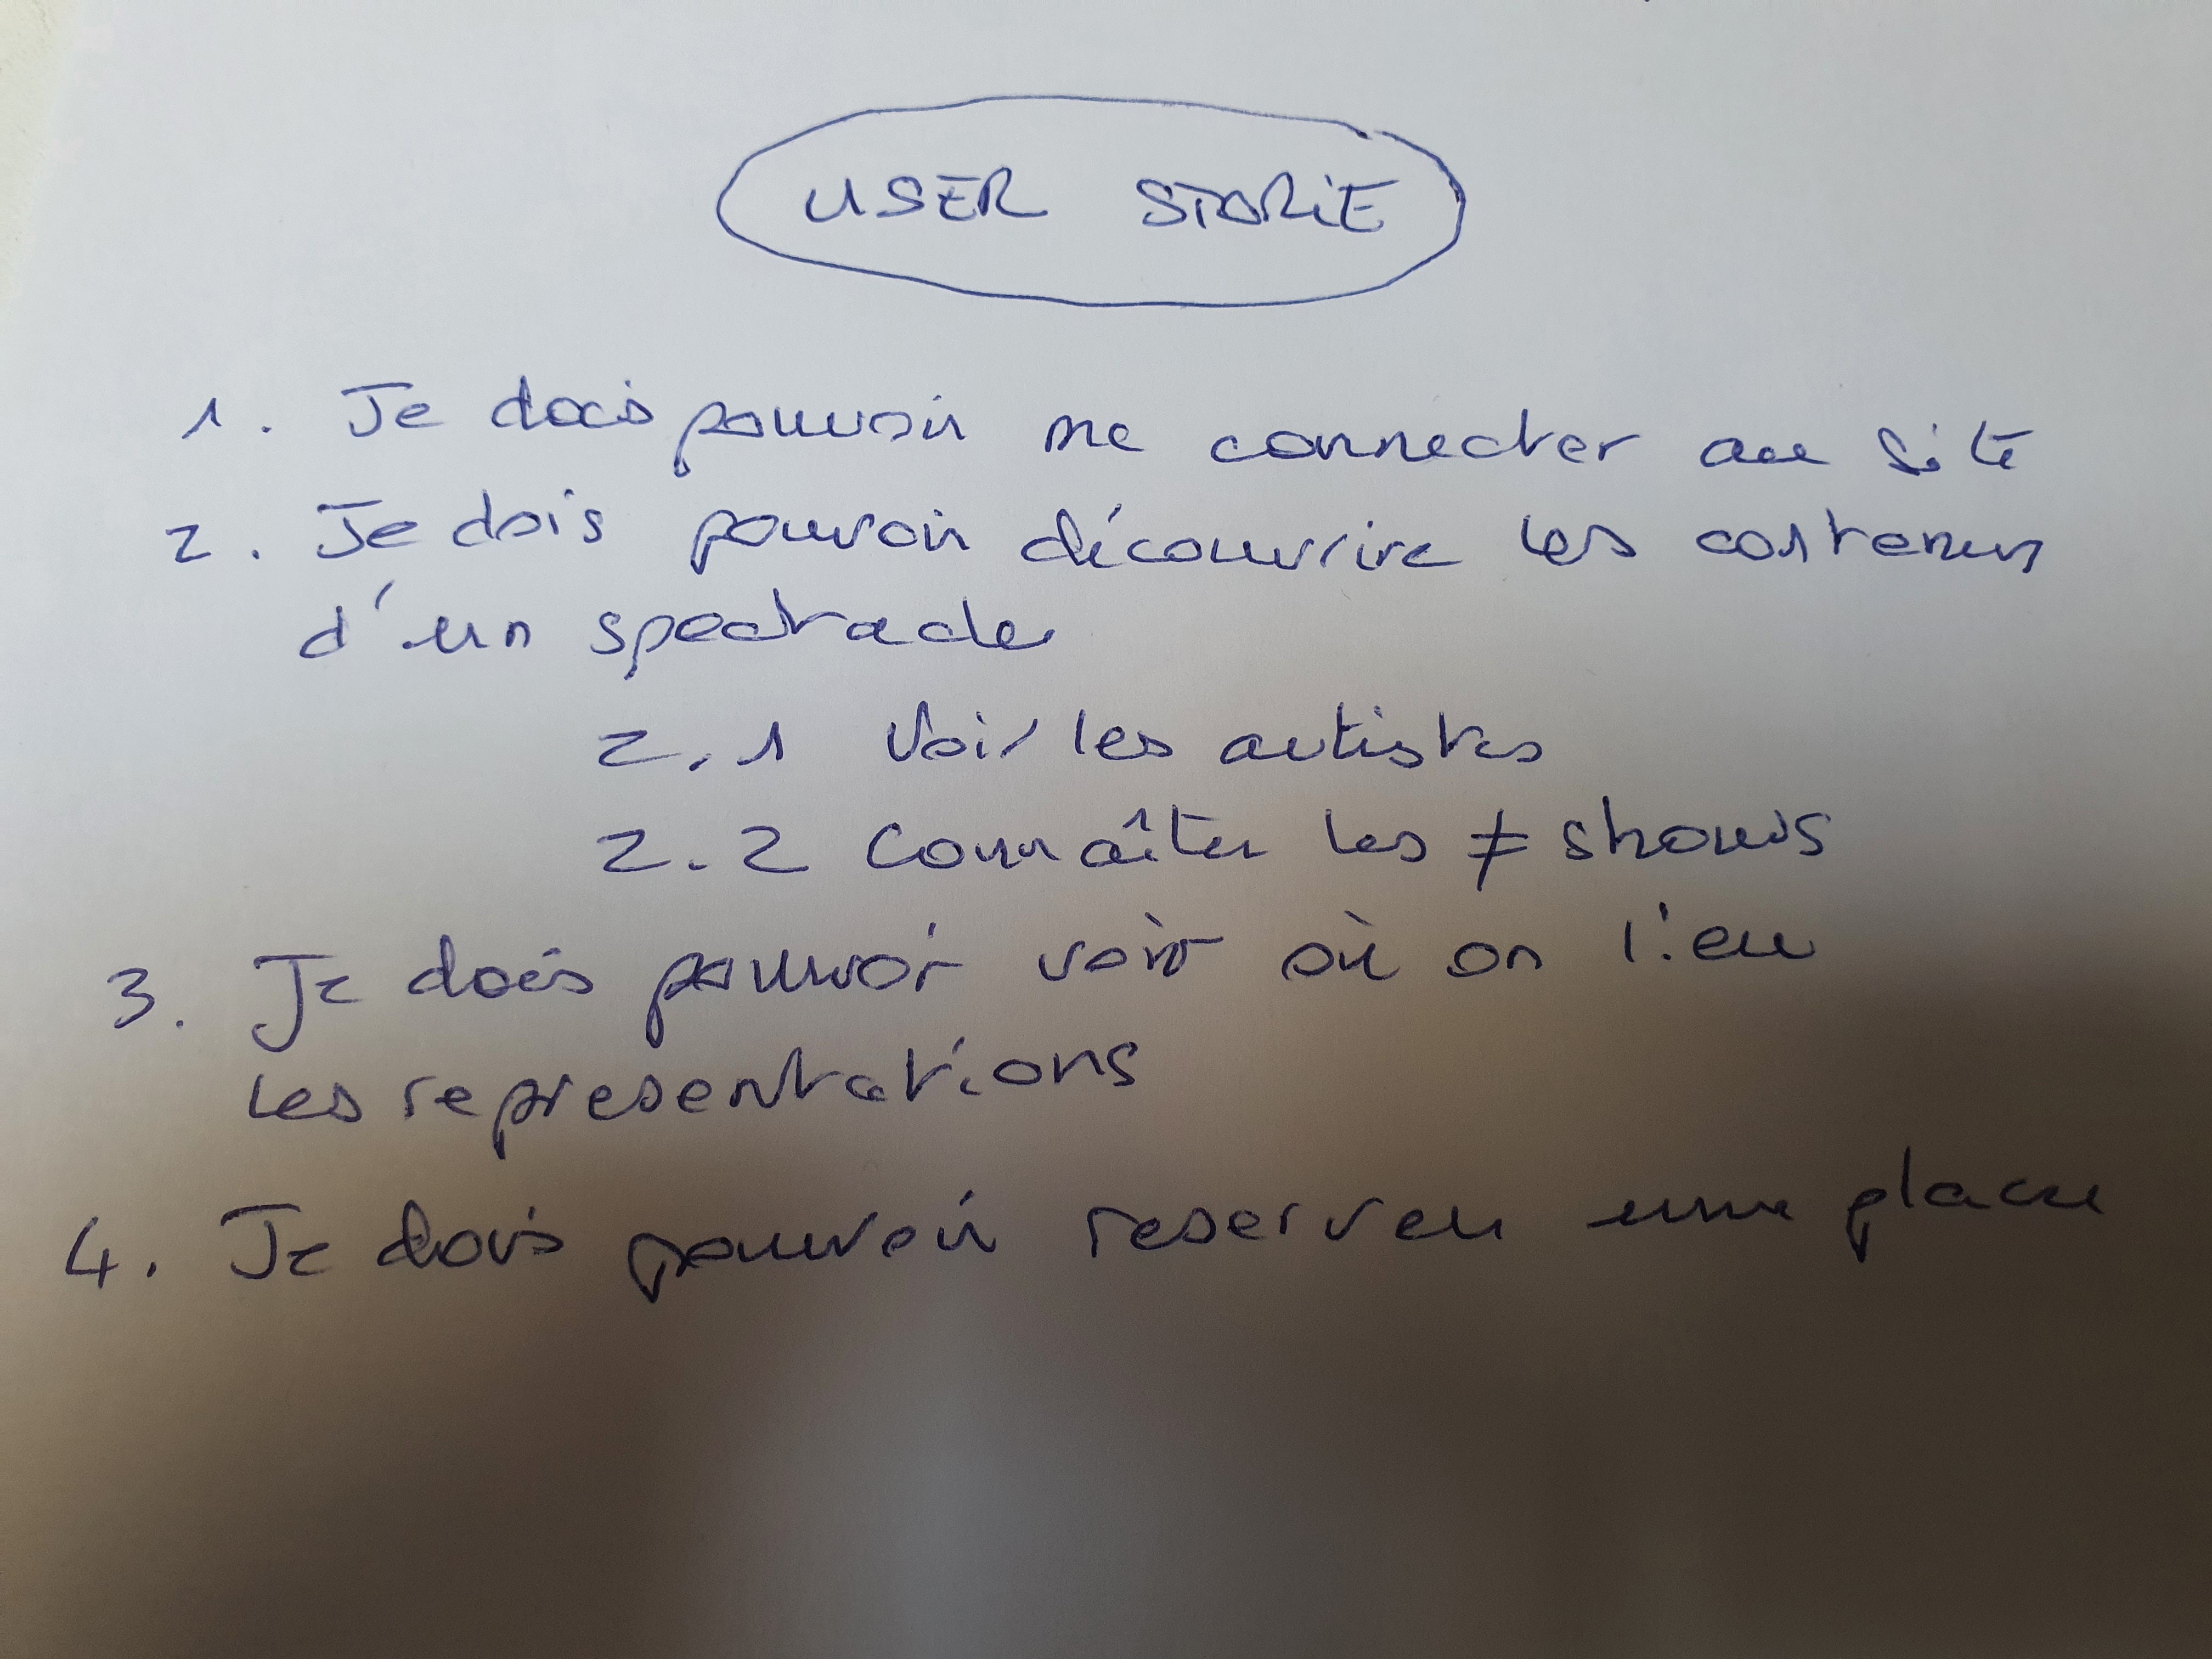 USER STORIE
1. Je dois pouvoir me connecter au site
2. Je dois pouvoir découvrire les contenus
d'un spectacle
2.1 Voir les artistes
2.2 Connaître les ≠ shows
3. Je dois pouvoir voir où on lieu
les representations
4. Je dois pouvoir reserver une place